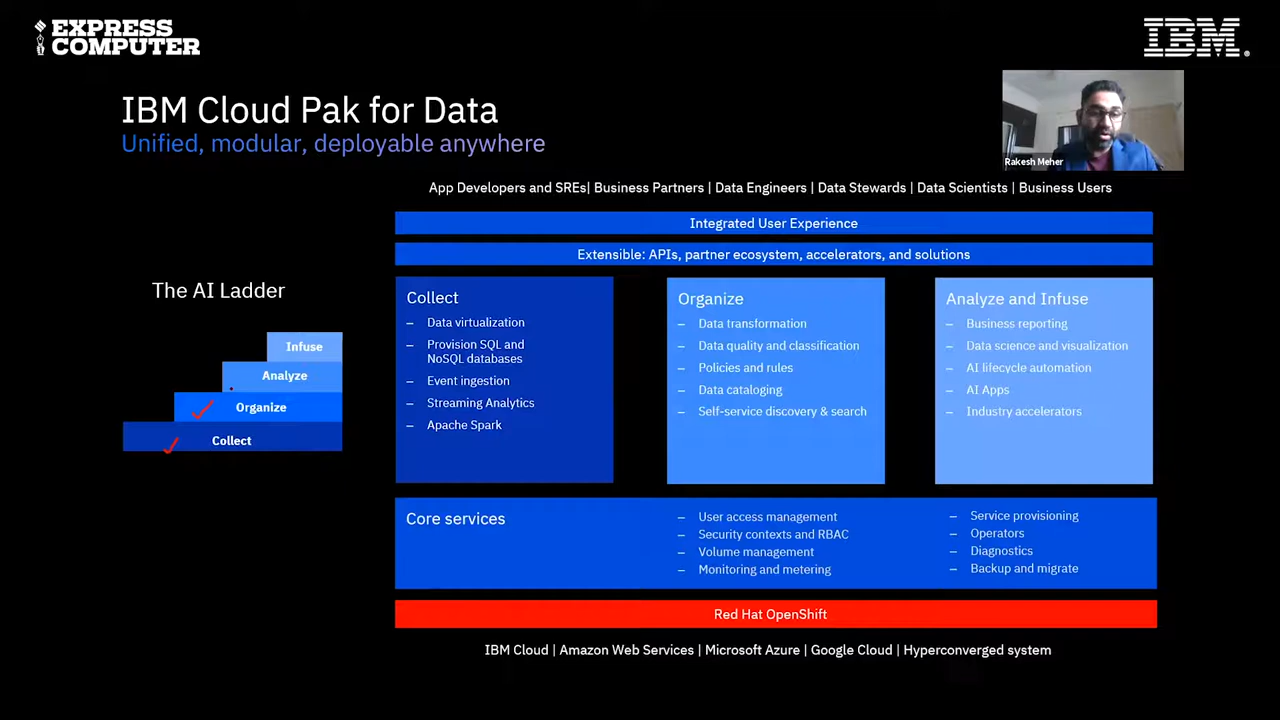 EXPRESS
COMPUTER
IBM
IBM Cloud Pak for Data
Unified, modular, deployable anywhere
Rakesh Meher
App Developers and SREs| Business Partners | Data Engineers | Data Stewards | Data Scientists | Business Users
Integrated User Experience
Extensible: APIs, partner ecosystem, accelerators, and solutions
The AI Ladder
Infuse
Analyze
Organize
Collect
Collect
– Data virtualization
– Provision SQL and
NoSQL databases
– Event ingestion
– Streaming Analytics
– Apache Spark
Organize
– Data transformation
– Data quality and classification
– Policies and rules
– Data cataloging
– Self-service discovery & search
Analyze and Infuse
– Business reporting
– Data science and visualization
– AI lifecycle automation
– AI Apps
– Industry accelerators
Core services
– User access management
– Security contexts and RBAC
– Volume management
– Monitoring and metering
– Service provisioning
– Operators
– Diagnostics
– Backup and migrate
Red Hat OpenShift
IBM Cloud | Amazon Web Services | Microsoft Azure | Google Cloud | Hyperconverged system